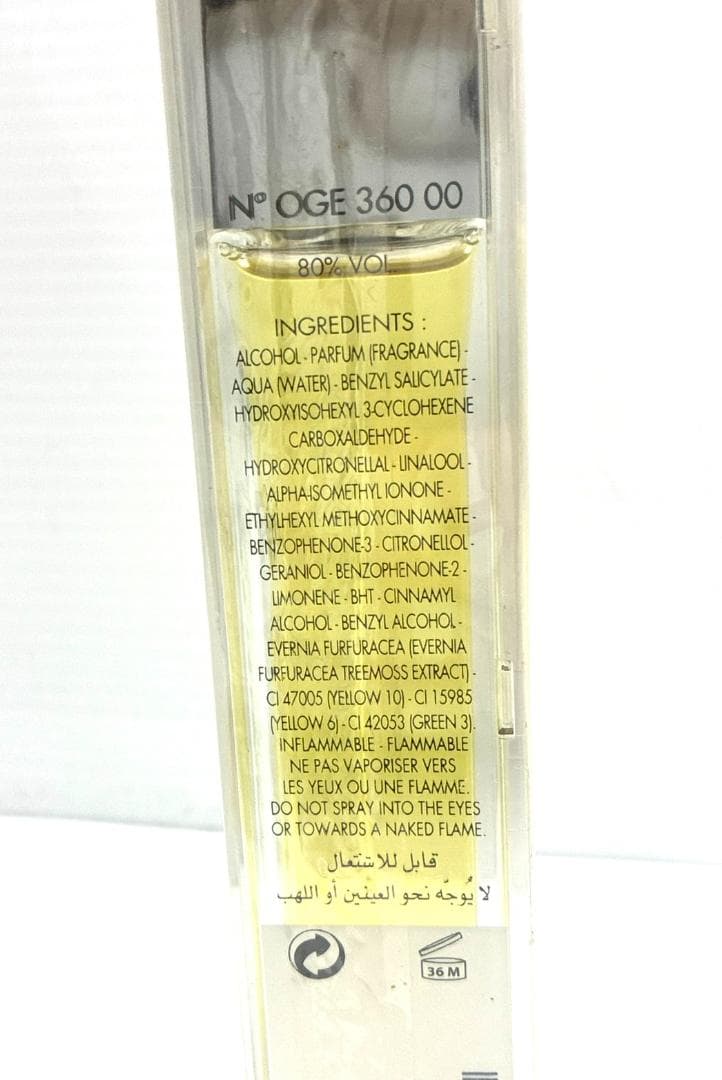 Nº OGE 360 00
80% VOL.
INGREDIENTS :
ALCOHOL - PARFUM (FRAGRANCE) -
AQUA (WATER) - BENZYL SALICYLATE -
HYDROXYISOHEXYL 3-CYCLOHEXENE
CARBOXALDEHYDE -
HYDROXYCITRONELLAL - LINALOOL -
ALPHA-ISOMETHYL IONONE -
ETHYLHEXYL METHOXYCINNAMATE -
BENZOPHENONE-3 - CITRONELLOL -
GERANIOL - BENZOPHENONE-2 -
LIMONENE - BHT - CINNAMYL
ALCOHOL - BENZYL ALCOHOL -
EVERNIA FURFURACEA (EVERNIA
FURFURACEA TREEMOSS EXTRACT) -
CI 47005 (YELLOW 10) - CI 15985
(YELLOW 6) - CI 42053 (GREEN 3).
INFLAMMABLE - FLAMMABLE
NE PAS VAPORISER VERS
LES YEUX OU UNE FLAMME.
DO NOT SPRAY INTO THE EYES
OR TOWARDS A NAKED FLAME.
قابل للاشتعال
لا يُوجّه نحو العينين أو اللهب
36 M